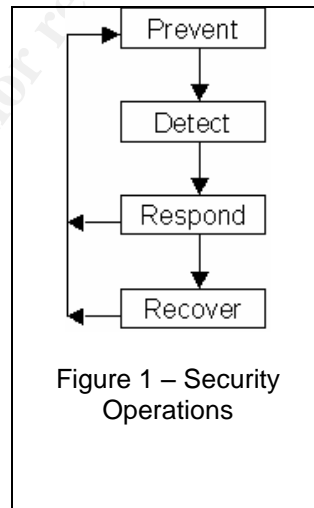 Prevent
Detect
Respond
Recover
Figure 1 – Security
Operations